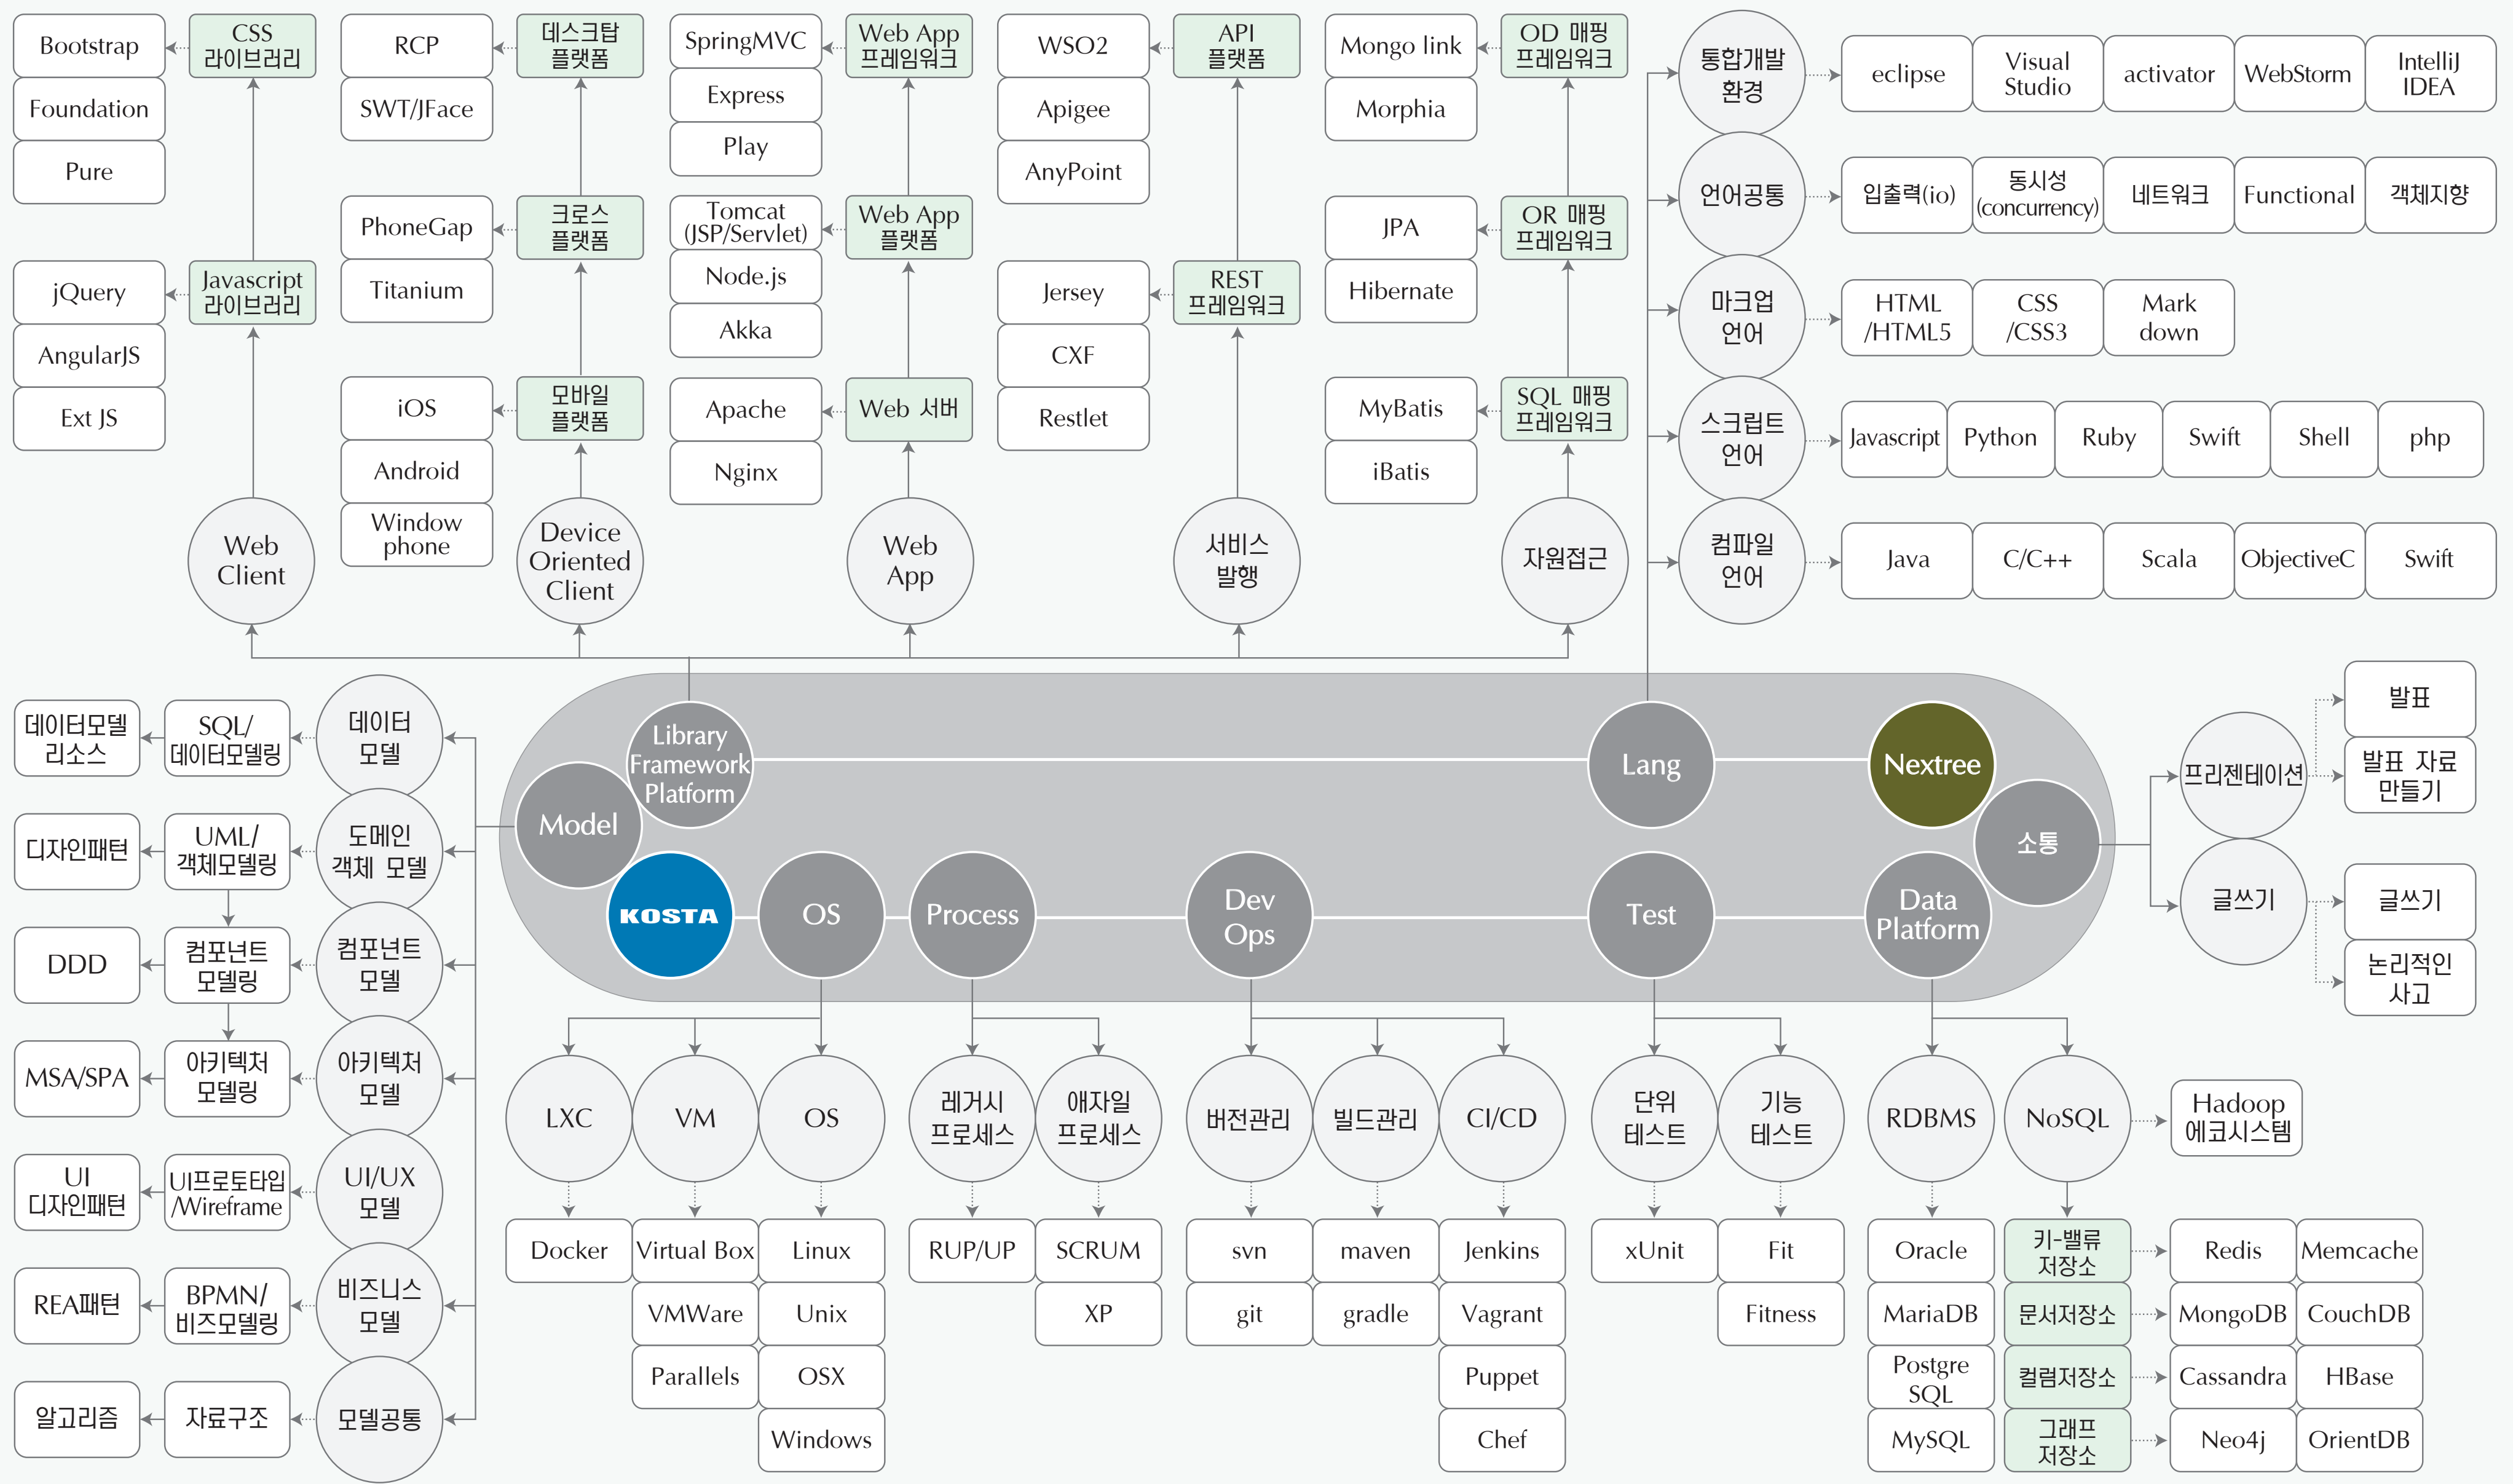 Bootstrap
Foundation
Pure
CSS
라이브러리
jQuery
AngularJS
Ext JS
Javascript
라이브러리
Web
Client
RCP
SWT/JFace
데스크탑
플랫폼
PhoneGap
Titanium
크로스
플랫폼
iOS
Android
Window
phone
모바일
플랫폼
Device
Oriented
Client
SpringMVC
Express
Play
Web App
프레임워크
Tomcat
(JSP/Servlet)
Node.js
Akka
Web App
플랫폼
Apache
Nginx
Web 서버
Web
App
WSO2
Apigee
AnyPoint
API
플랫폼
Jersey
CXF
Restlet
REST
프레임워크
서비스
발행
Mongo link
Morphia
OD 매핑
프레임워크
JPA
Hibernate
OR 매핑
프레임워크
MyBatis
iBatis
SQL 매핑
프레임워크
자원접근
통합개발
환경
eclipse
Visual
Studio
activator
WebStorm
IntelliJ
IDEA
언어공통
입출력(io)
동시성
(concurrency)
네트워크
Functional
객체지향
마크업
언어
HTML
/HTML5
CSS
/CSS3
Mark
down
스크립트
언어
Javascript
Python
Ruby
Swift
Shell
php
컴파일
언어
Java
C/C++
Scala
ObjectiveC
Swift
Library
Framework
Platform
Lang
Nextree
Model
소통
KOSTA
OS
Process
Dev
Ops
Test
Data
Platform
데이터모델
리소스
SQL/
데이터모델링
데이터
모델
디자인패턴
UML/
객체모델링
도메인
객체 모델
DDD
컴포넌트
모델링
컴포넌트
모델
MSA/SPA
아키텍처
모델링
아키텍처
모델
UI
디자인패턴
UI프로토타입
/Wireframe
UI/UX
모델
REA패턴
BPMN/
비즈모델링
비즈니스
모델
알고리즘
자료구조
모델공통
프리젠테이션
발표
발표 자료
만들기
글쓰기
글쓰기
논리적인
사고
LXC
Docker
VM
Virtual Box
VMWare
Parallels
OS
Linux
Unix
OSX
Windows
레거시
프로세스
RUP/UP
애자일
프로세스
SCRUM
XP
버전관리
svn
git
빌드관리
maven
gradle
CI/CD
Jenkins
Vagrant
Puppet
Chef
단위
테스트
xUnit
기능
테스트
Fit
Fitness
RDBMS
Oracle
MariaDB
Postgre
SQL
MySQL
NoSQL
Hadoop
에코시스템
키-밸류
저장소
Redis
Memcache
문서저장소
MongoDB
CouchDB
컬럼저장소
Cassandra
HBase
그래프
저장소
Neo4j
OrientDB